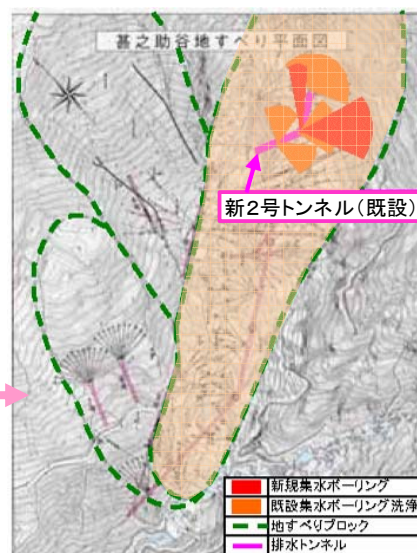 甚之助谷地すべり平面図
新2号トンネル(既設)
新規集水ボーリング
既設集水ボーリング洗浄
地すべりブロック
排水トンネル